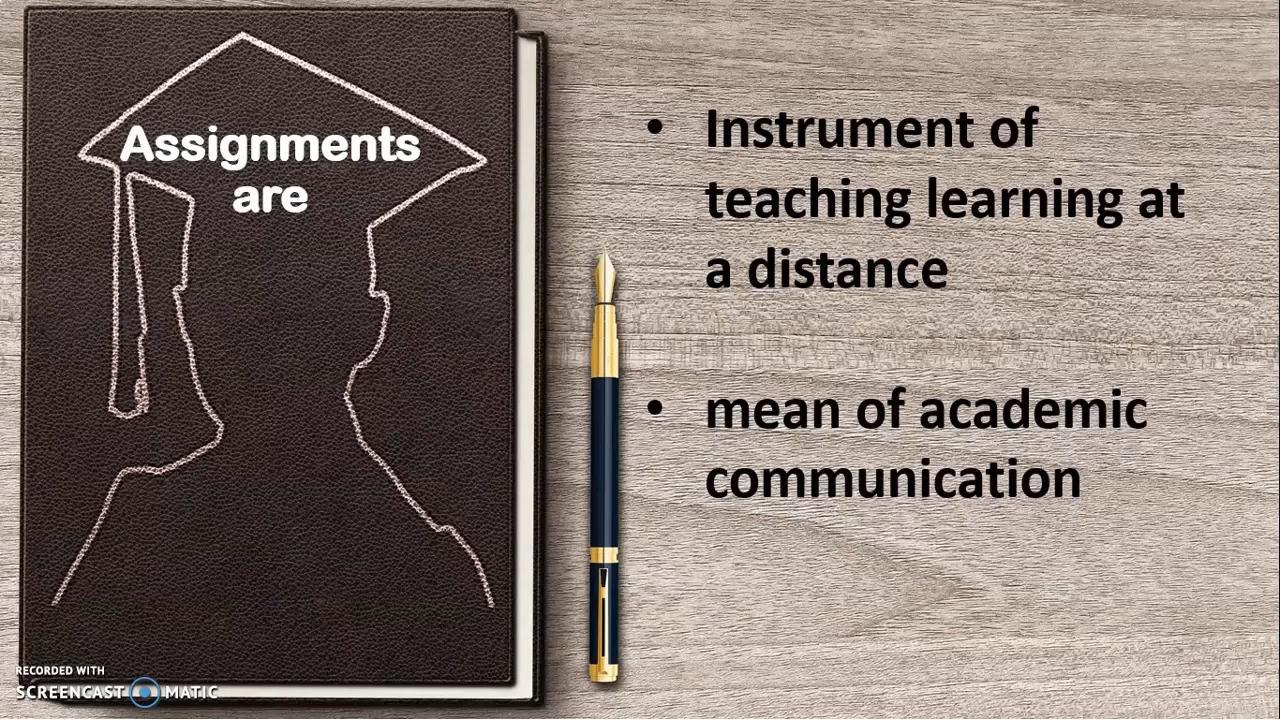 Assignments
are
• Instrument of
teaching learning at
a distance
• mean of academic
communication
RECORDED WITH
SCREENCAST MATIC